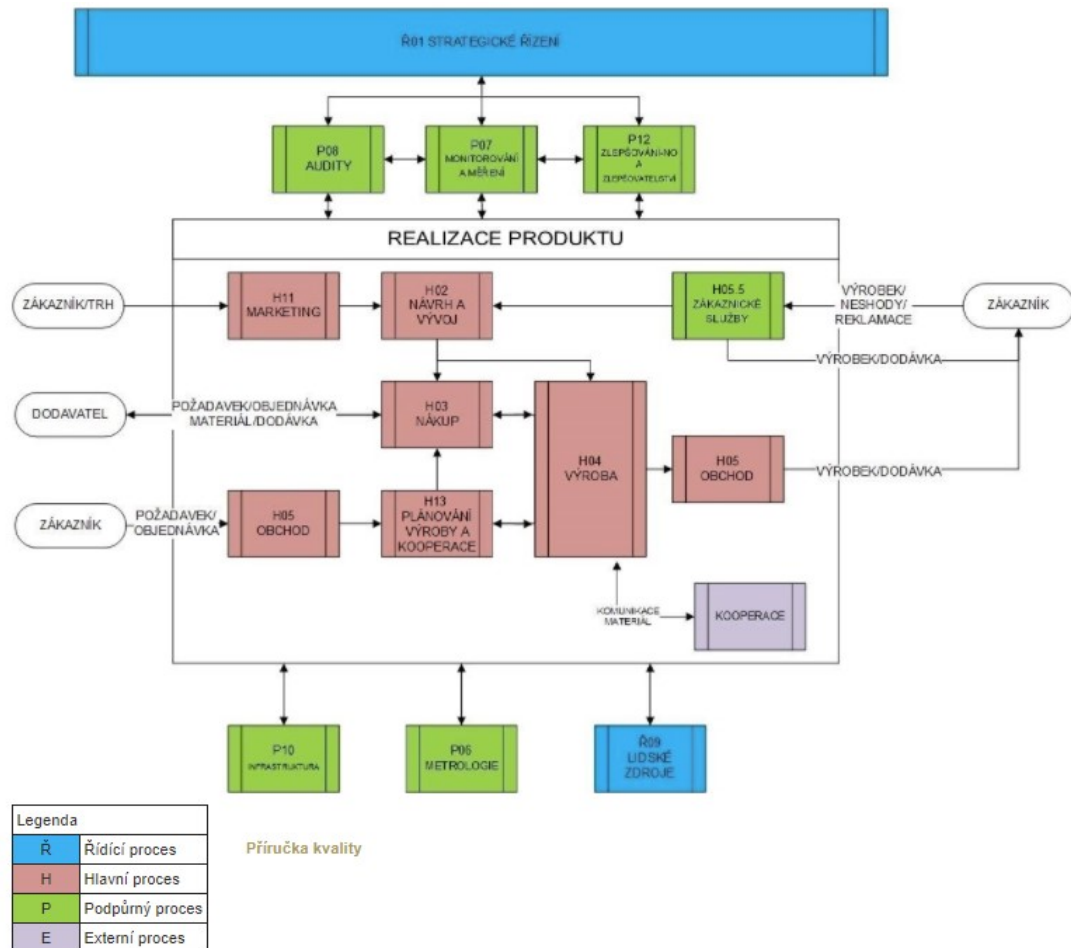 Ř01 STRATEGICKÉ ŘÍZENÍ
P08
AUDITY
P07
MONITOROVÁNÍ
A MĚŘENÍ
P12
ZLEPŠOVÁNÍ-NO
A
ZLEPŠOVATELSTVÍ
REALIZACE PRODUKTU
ZÁKAZNÍK/TRH
H11
MARKETING
H02
NÁVRH A
VÝVOJ
H05.5
ZÁKAZNICKÉ
SLUŽBY
VÝROBEK/
NESHODY/
REKLAMACE
ZÁKAZNÍK
VÝROBEK/DODÁVKA
DODAVATEL
POŽADAVEK/OBJEDNÁVKA
MATERIÁL/DODÁVKA
H03
NÁKUP
H04
VÝROBA
H05
OBCHOD
VÝROBEK/DODÁVKA
ZÁKAZNÍK
POŽADAVEK/
OBJEDNÁVKA
H05
OBCHOD
H13
PLÁNOVÁNÍ
VÝROBY A
KOOPERACE
KOMUNIKACE
MATERIÁL
KOOPERACE
P10
INFRASTRUKTURA
P06
METROLOGIE
Ř09
LIDSKÉ
ZDROJE
Legenda
Ř Řídící proces
H Hlavní proces
P Podpůrný proces
E Externí proces
Příručka kvality